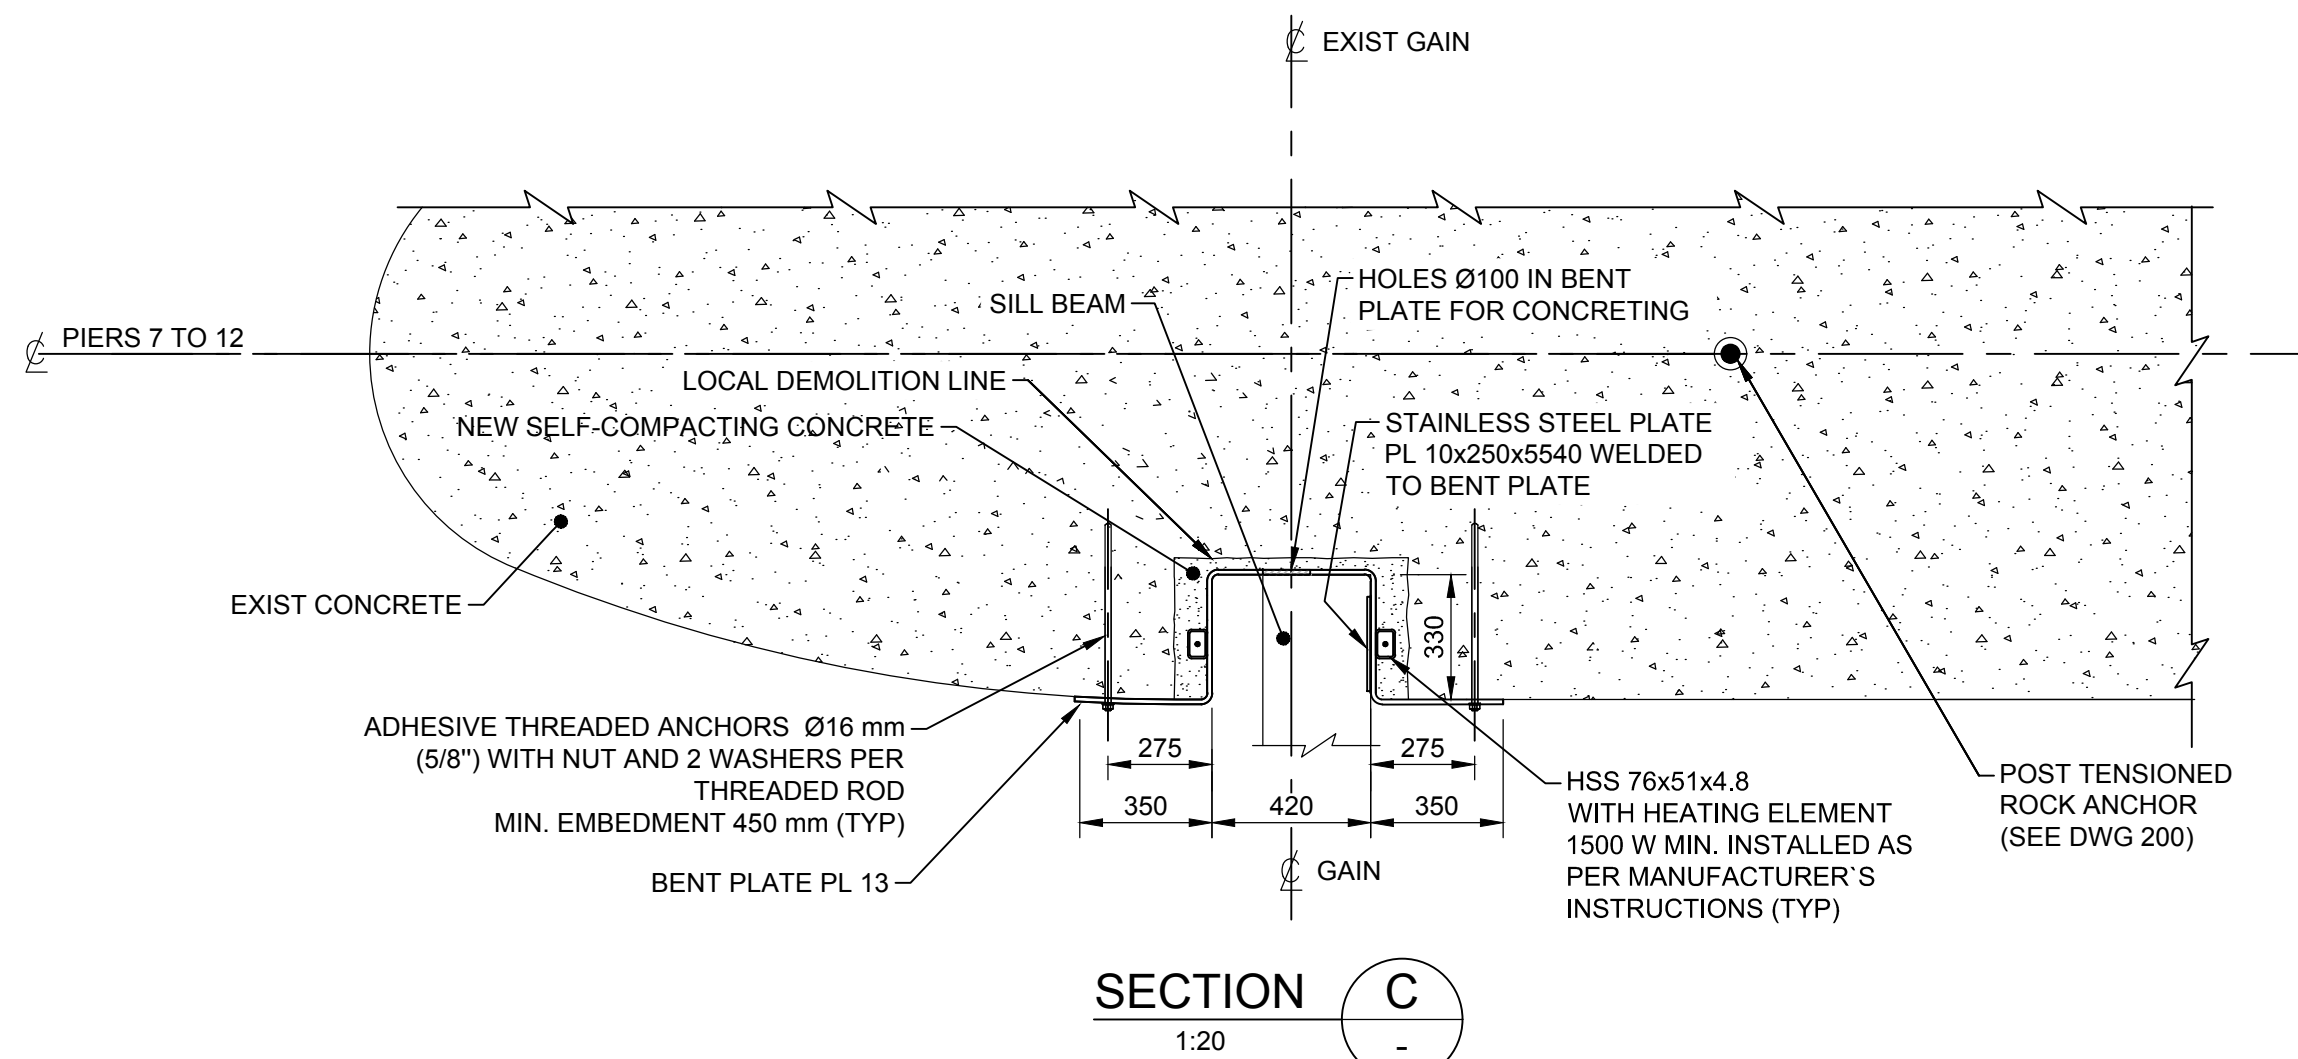 ℄ EXIST GAIN
HOLES Ø100 IN BENT
PLATE FOR CONCRETING
SILL BEAM
℄ PIERS 7 TO 12
LOCAL DEMOLITION LINE
NEW SELF-COMPACTING CONCRETE
STAINLESS STEEL PLATE
PL 10x250x5540 WELDED
TO BENT PLATE
EXIST CONCRETE
330
ADHESIVE THREADED ANCHORS Ø16 mm
(5/8") WITH NUT AND 2 WASHERS PER
THREADED ROD
MIN. EMBEDMENT 450 mm (TYP)
275
275
350
420
350
HSS 76x51x4.8
WITH HEATING ELEMENT
1500 W MIN. INSTALLED AS
PER MANUFACTURER`S
INSTRUCTIONS (TYP)
POST TENSIONED
ROCK ANCHOR
(SEE DWG 200)
BENT PLATE PL 13
℄ GAIN
SECTION C
1:20 -